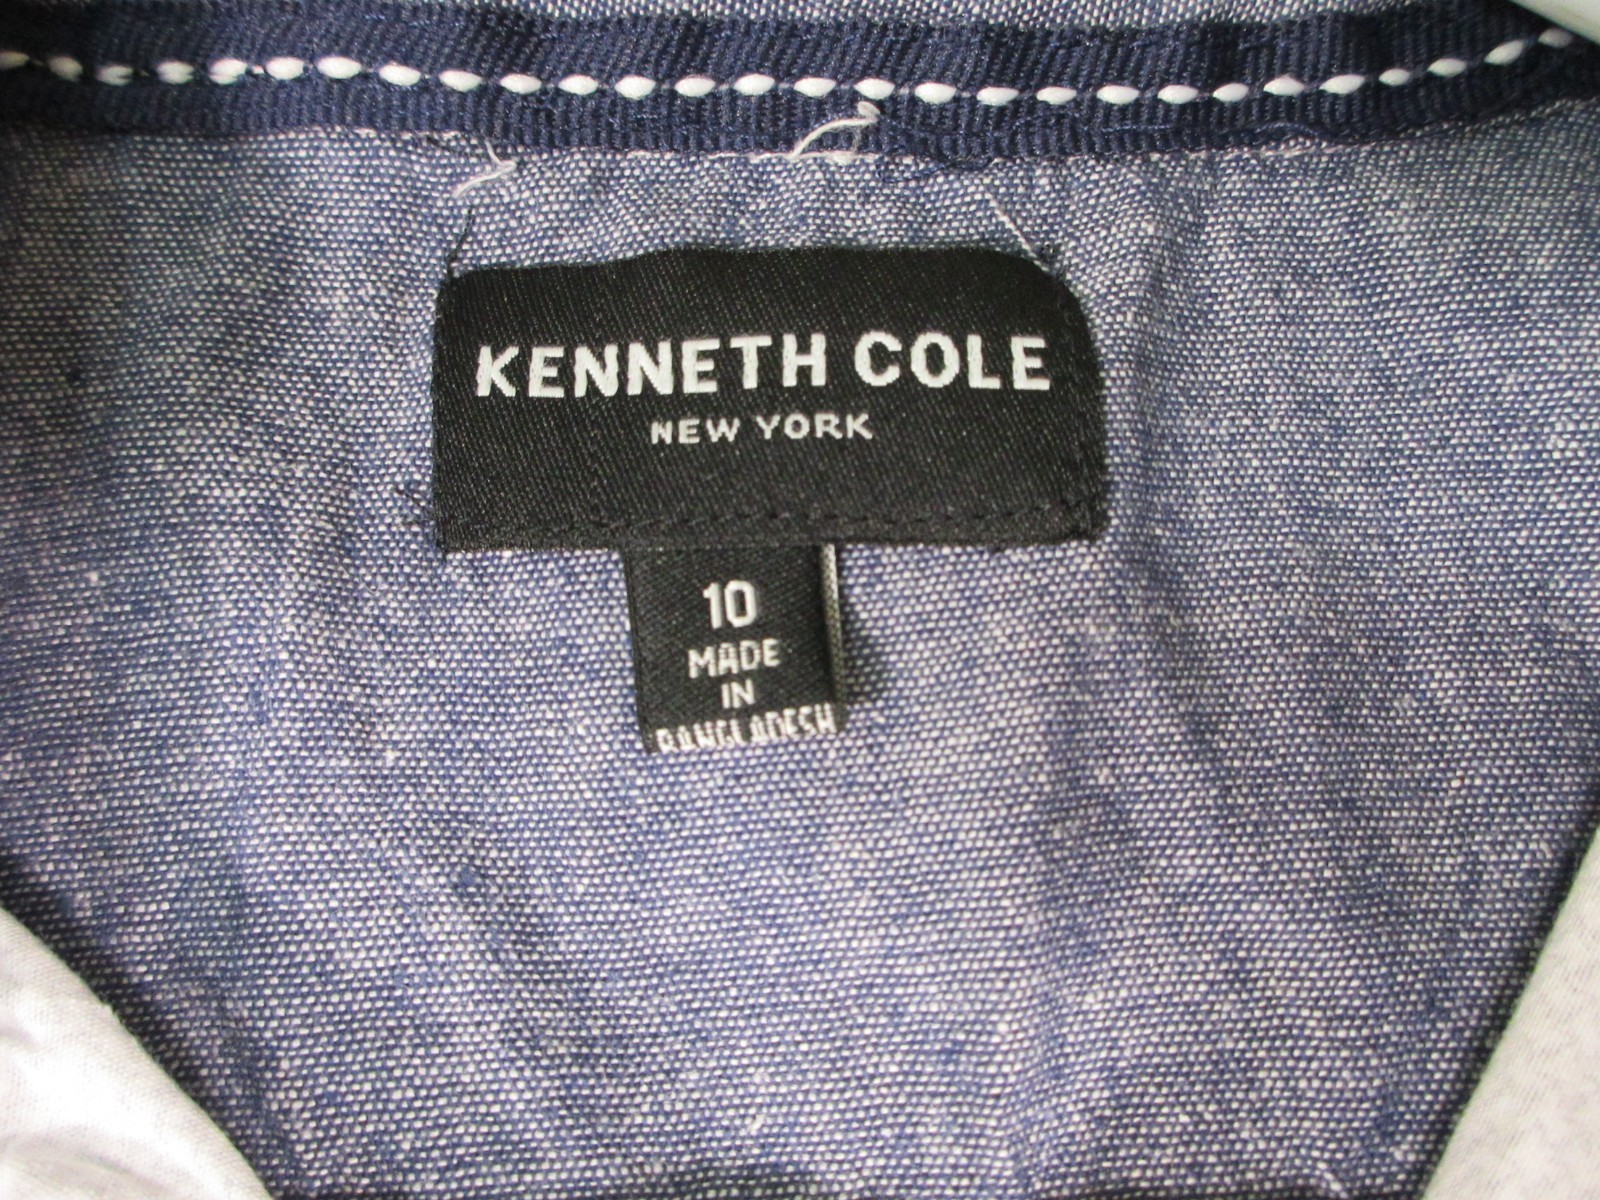 KENNETH COLE
NEW YORK
10
MADE
IN
BANGLADESH